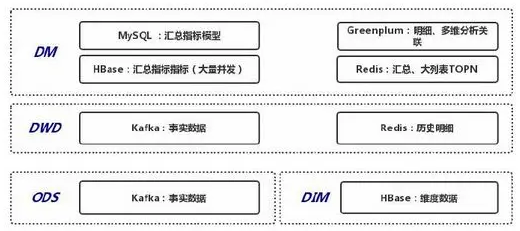 DM
MySQL ：汇总指标模型
Greenplum：明细、多维分析关
联
HBase：汇总指标指标（大量并发）
Redis：汇总、大列表TOPN
DWD
Kafka：事实数据
Redis：历史明细
ODS
Kafka：事实数据
DiM
HBase：维度数据